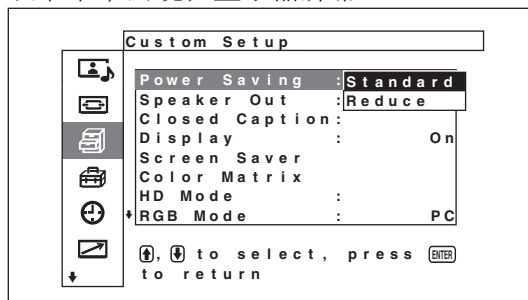 Custom Setup
Power Saving :Standard
Speaker Out :Reduce
Closed Caption:
Display : On
Screen Saver
Color Matrix
HD Mode :
RGB Mode : PC
, to select, press ENTER
to return